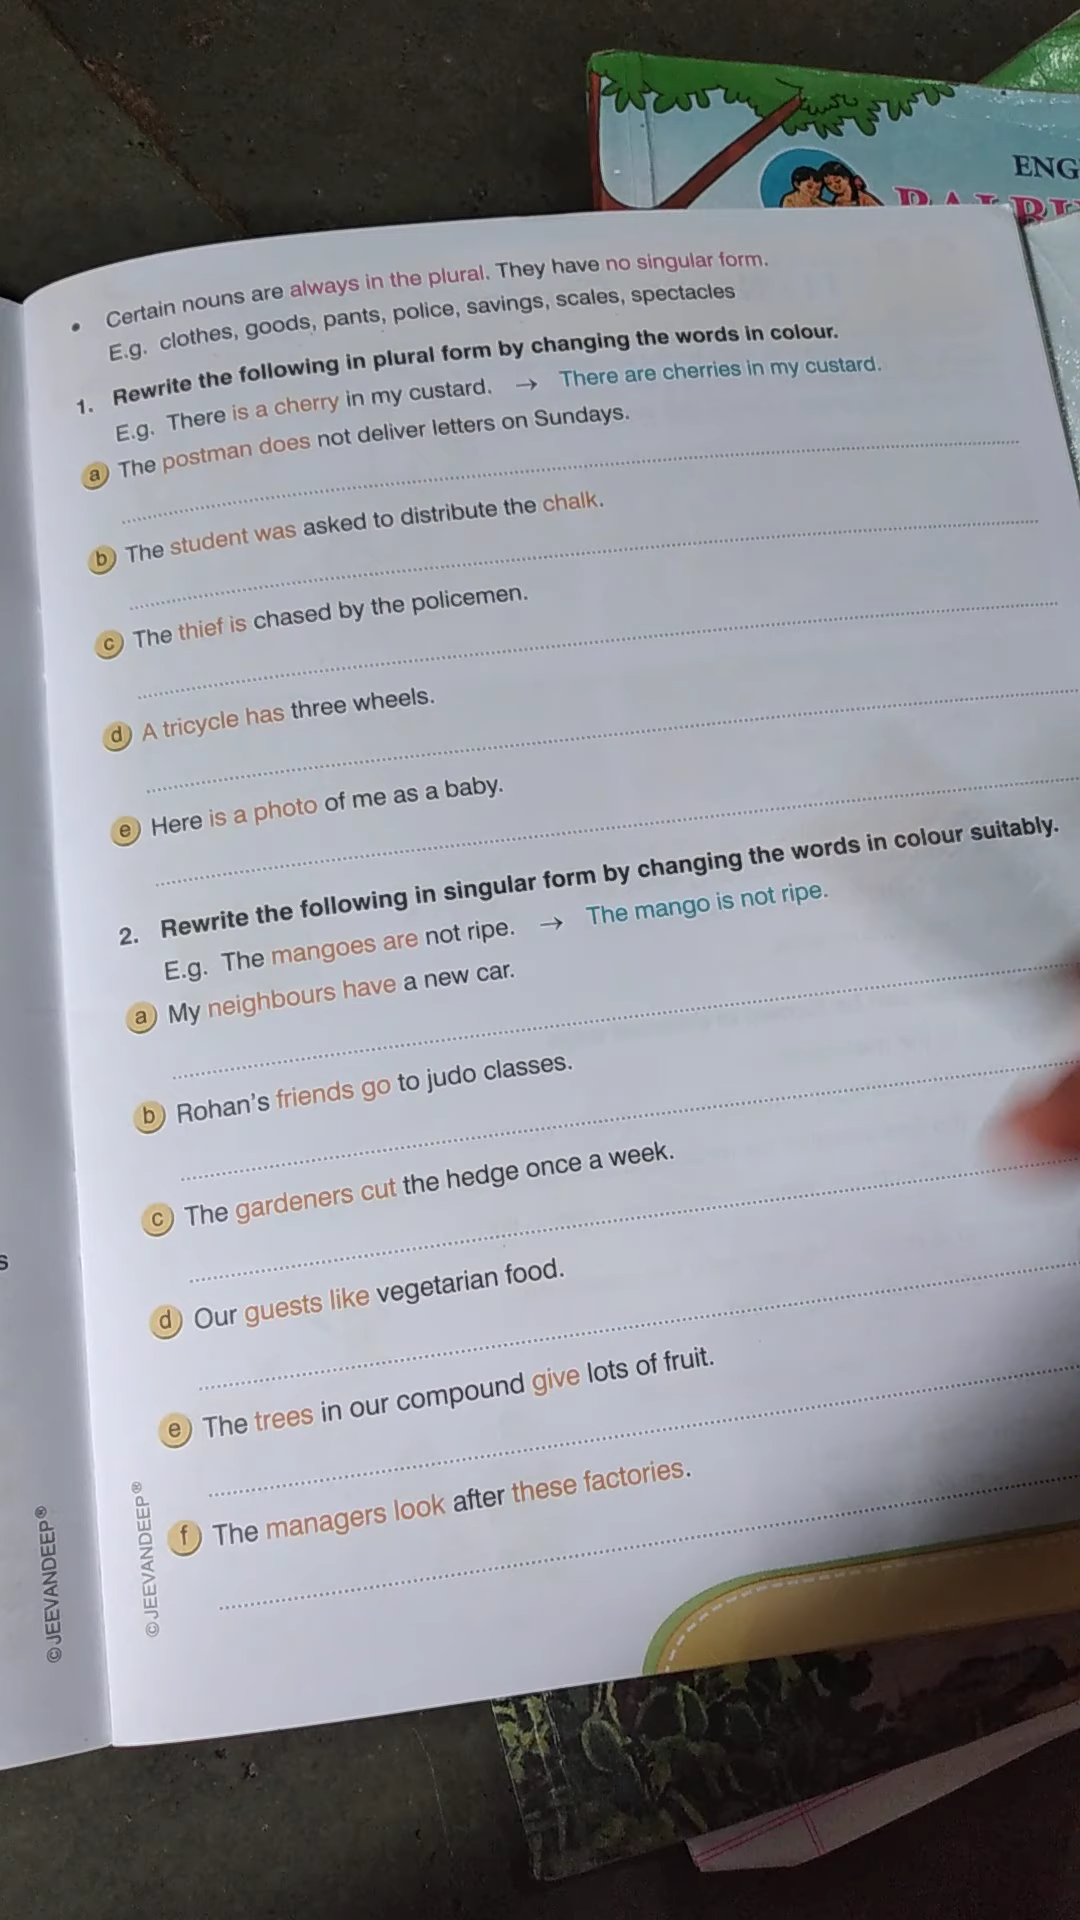 ENG
• Certain nouns are always in the plural. They have no singular form.
E.g. clothes, goods, pants, police, savings, scales, spectacles
1. Rewrite the following in plural form by changing the words in colour.
E.g. There is a cherry in my custard. → There are cherries in my custard.
a The postman does not deliver letters on Sundays.
b The student was asked to distribute the chalk.
c The thief is chased by the policemen.
d A tricycle has three wheels.
e Here is a photo of me as a baby.
2. Rewrite the following in singular form by changing the words in colour suitably.
E.g. The mangoes are not ripe. → The mango is not ripe.
a My neighbours have a new car.
b Rohan's friends go to judo classes.
c The gardeners cut the hedge once a week.
d Our guests like vegetarian food.
e The trees in our compound give lots of fruit.
f The managers look after these factories.
©JEEVANDEEP®
©JEEVANDEEP®
s